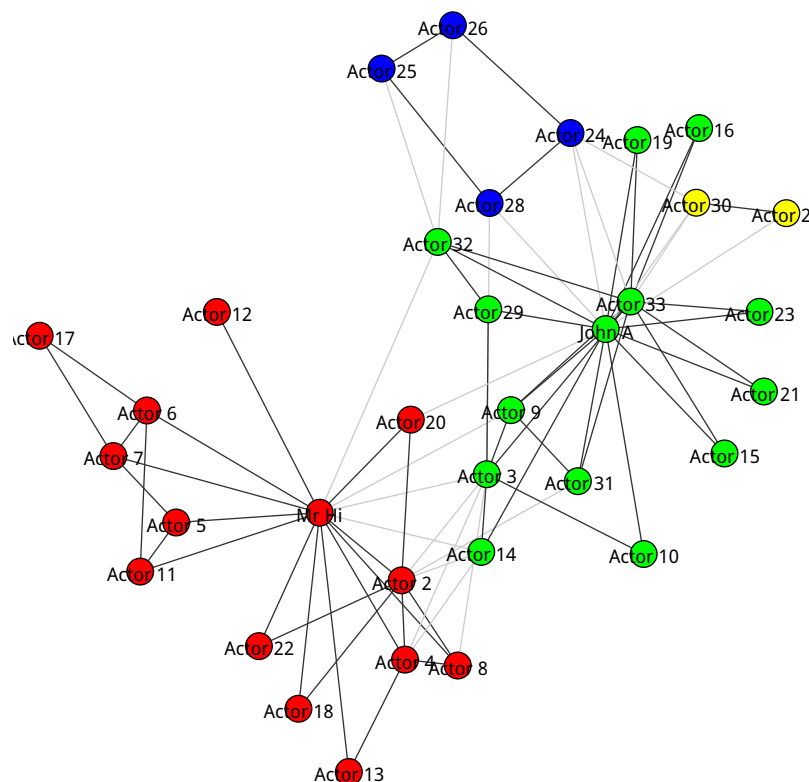 Actor 26
Actor 25
Actor 24
Actor 19
Actor 16
Actor 28
Actor 30
Actor 2
Actor 32
Actor 33
Actor 29
Actor 23
John A
Actor 12
Actor 17
Actor 6
Actor 20
Actor 9
Actor 21
Actor 7
Actor 15
Actor 3
Actor 31
Mr Hi
Actor 5
Actor 14
Actor 10
Actor 11
Actor 2
Actor 22
Actor 4
Actor 8
Actor 18
Actor 13